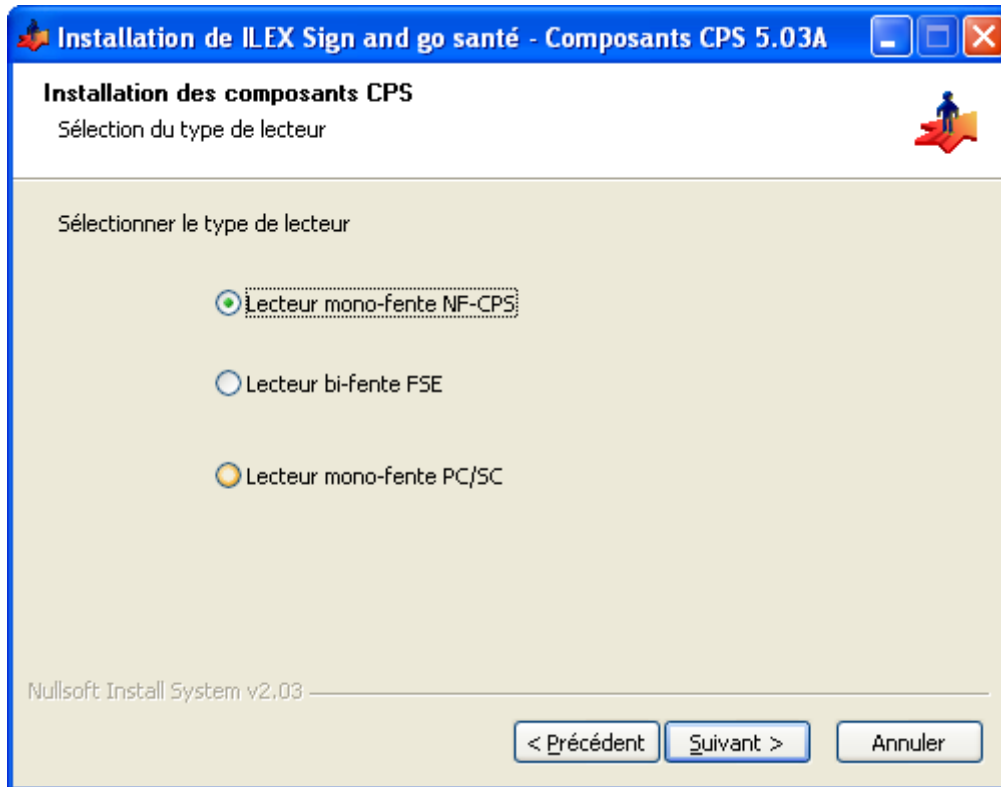 Installation de ILEX Sign and go santé - Composants CPS 5.03A
Installation des composants CPS
Sélection du type de lecteur
Sélectionner le type de lecteur
Lecteur mono-fente NF-CPS
Lecteur bi-fente FSE
Lecteur mono-fente PC/SC
Nullsoft Install System v2.03
< Précédent Suivant > Annuler